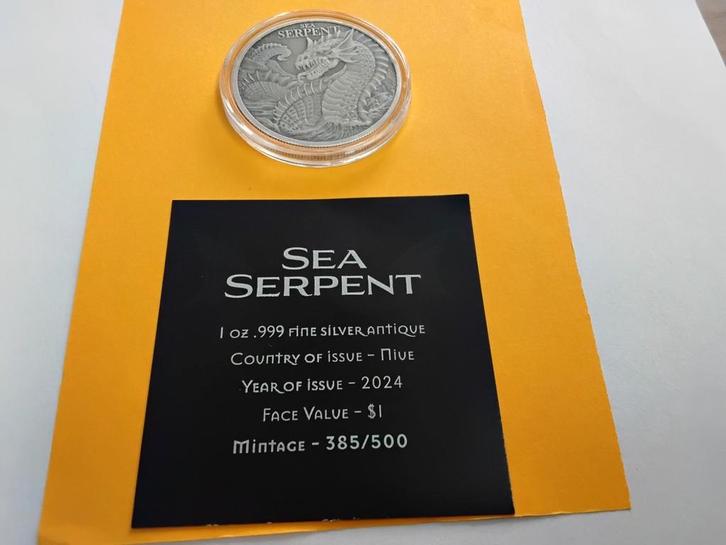 SEA
SERPENT
SEA
SERPENT
1 oz .999 fine silver antique
Country of issue - Niue
Year of issue - 2024
Face Value - $1
Mintage - 385/500